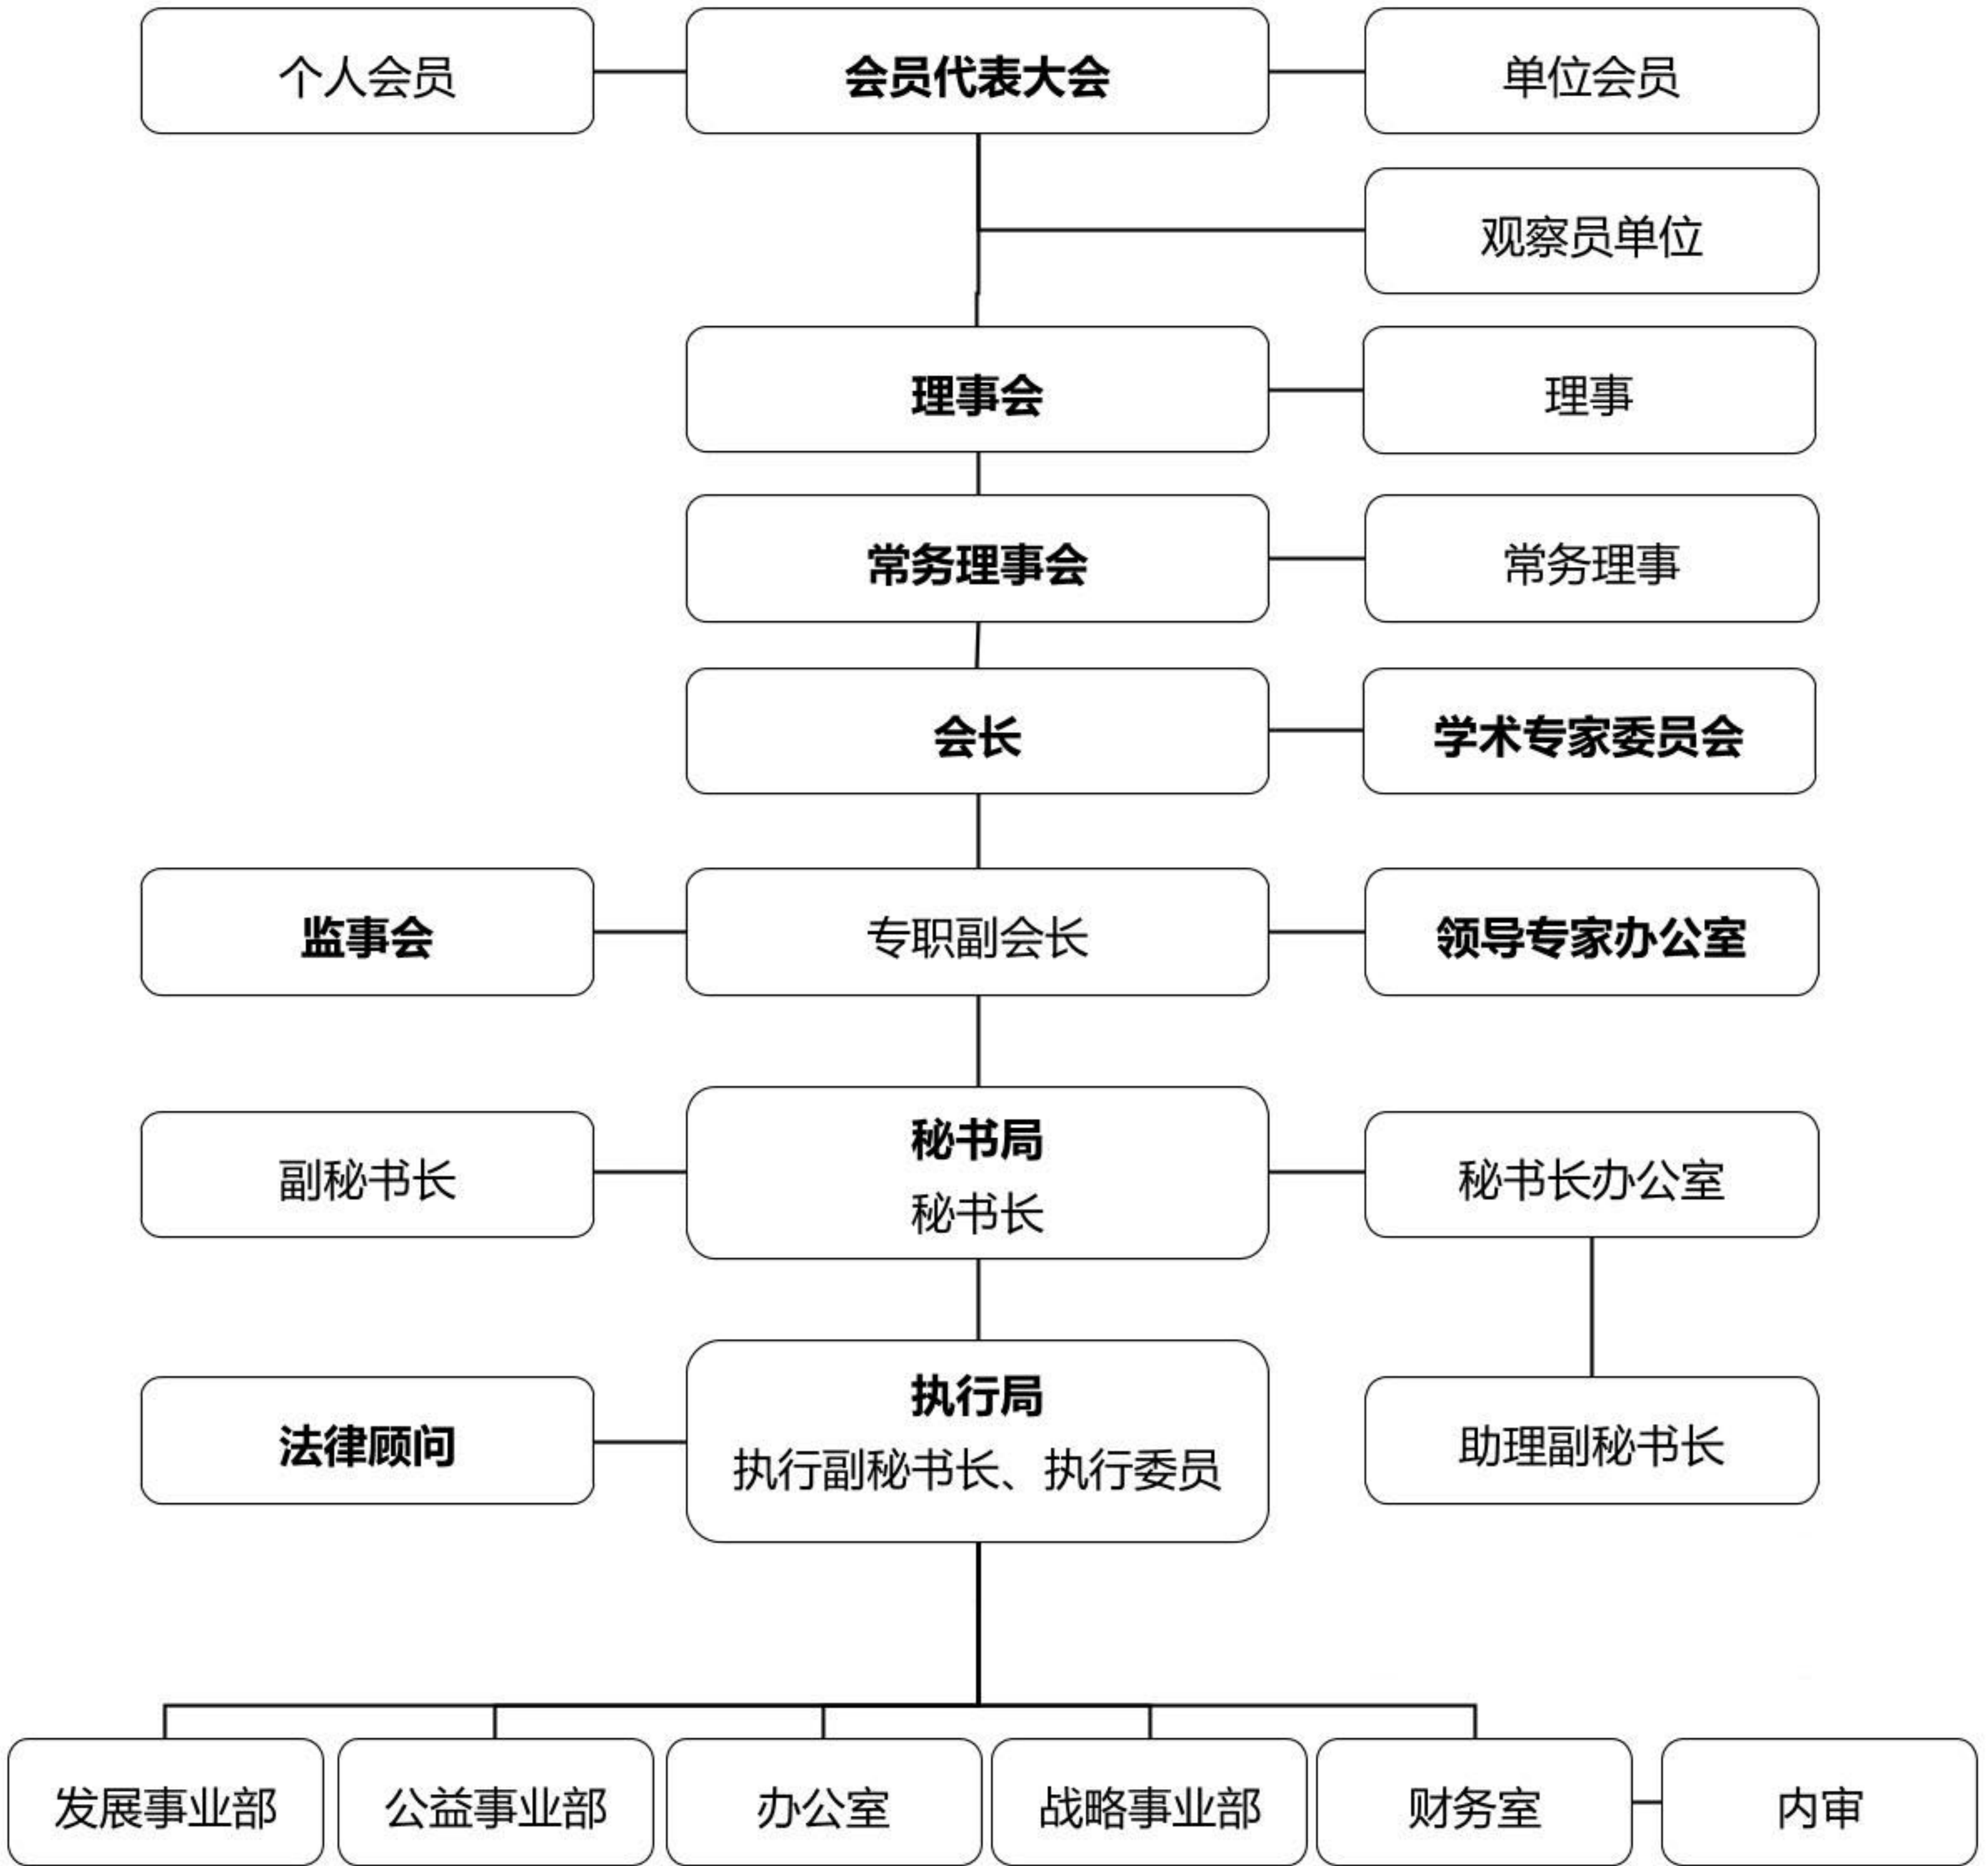 个人会员
会员代表大会
单位会员
观察员单位
理事会
理事
常务理事会
常务理事
会长
学术专家委员会
监事会
专职副会长
领导专家办公室
副秘书长
秘书局
秘书长
秘书长办公室
法律顾问
执行局
执行副秘书长、执行委员
助理副秘书长
发展事业部
公益事业部
办公室
战略事业部
财务室
内审